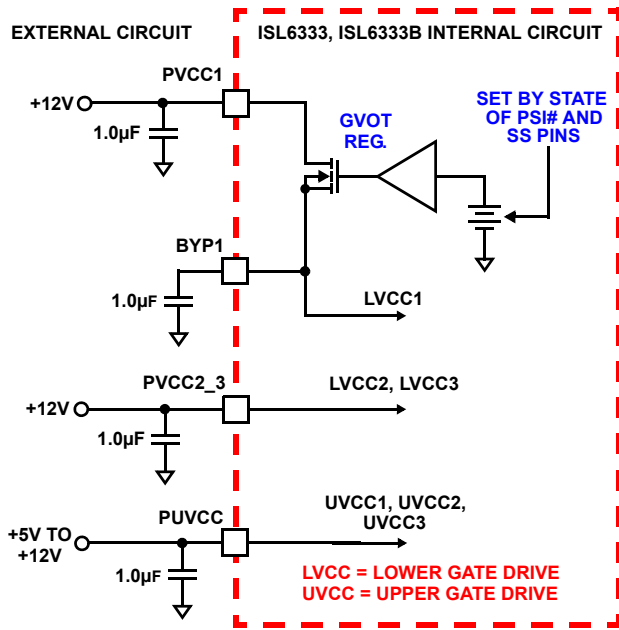 EXTERNAL CIRCUIT
ISL6333, ISL6333B INTERNAL CIRCUIT
PVCC1
+12V
1.0µF
GVOT
REG.
SET BY STATE
OF PSI# AND
SS PINS
BYP1
1.0µF
LVCC1
PVCC2_3
+12V
1.0µF
LVCC2, LVCC3
PUVCC
+5V TO
+12V
1.0µF
UVCC1, UVCC2,
UVCC3
LVCC = LOWER GATE DRIVE
UVCC = UPPER GATE DRIVE